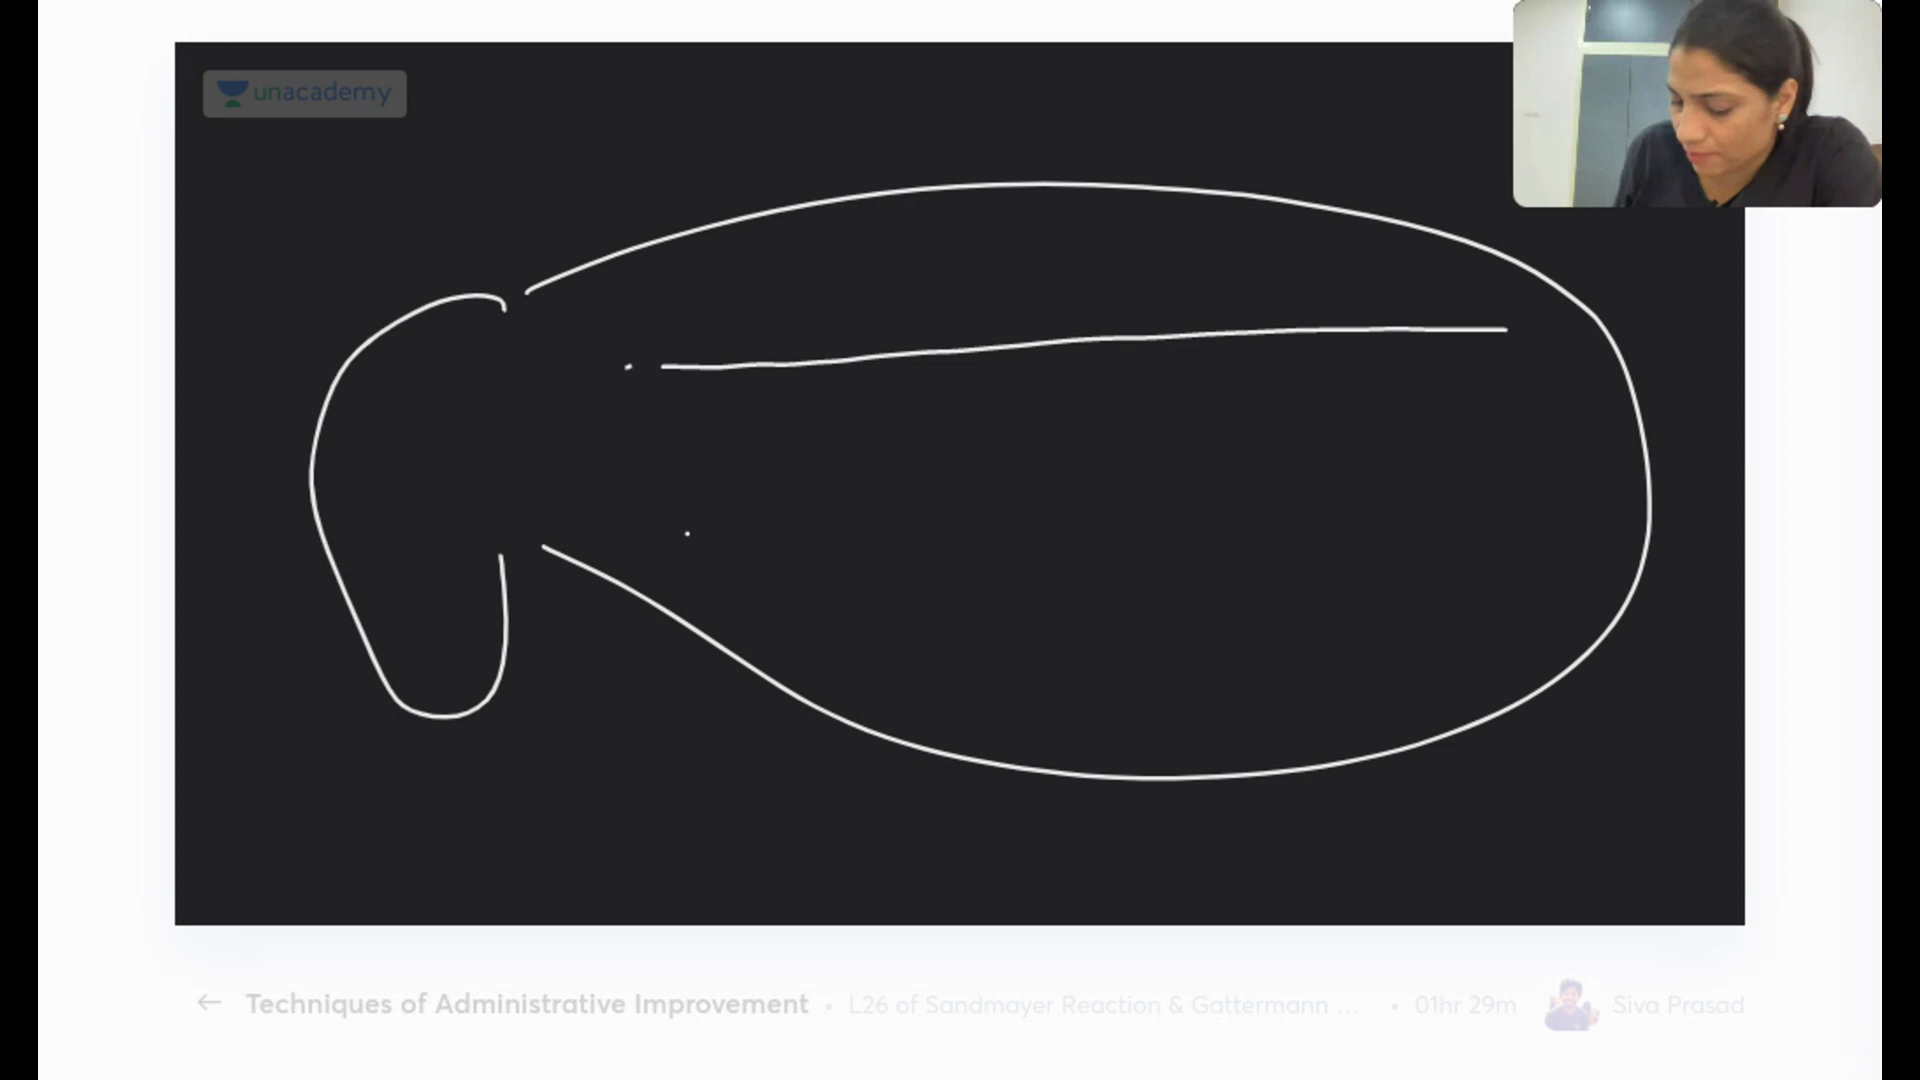 unacademy
Techniques of Administrative Improvement • L26 of Sandmayer Reaction & Gattermann ... • 01hr 29m Siva Prasad